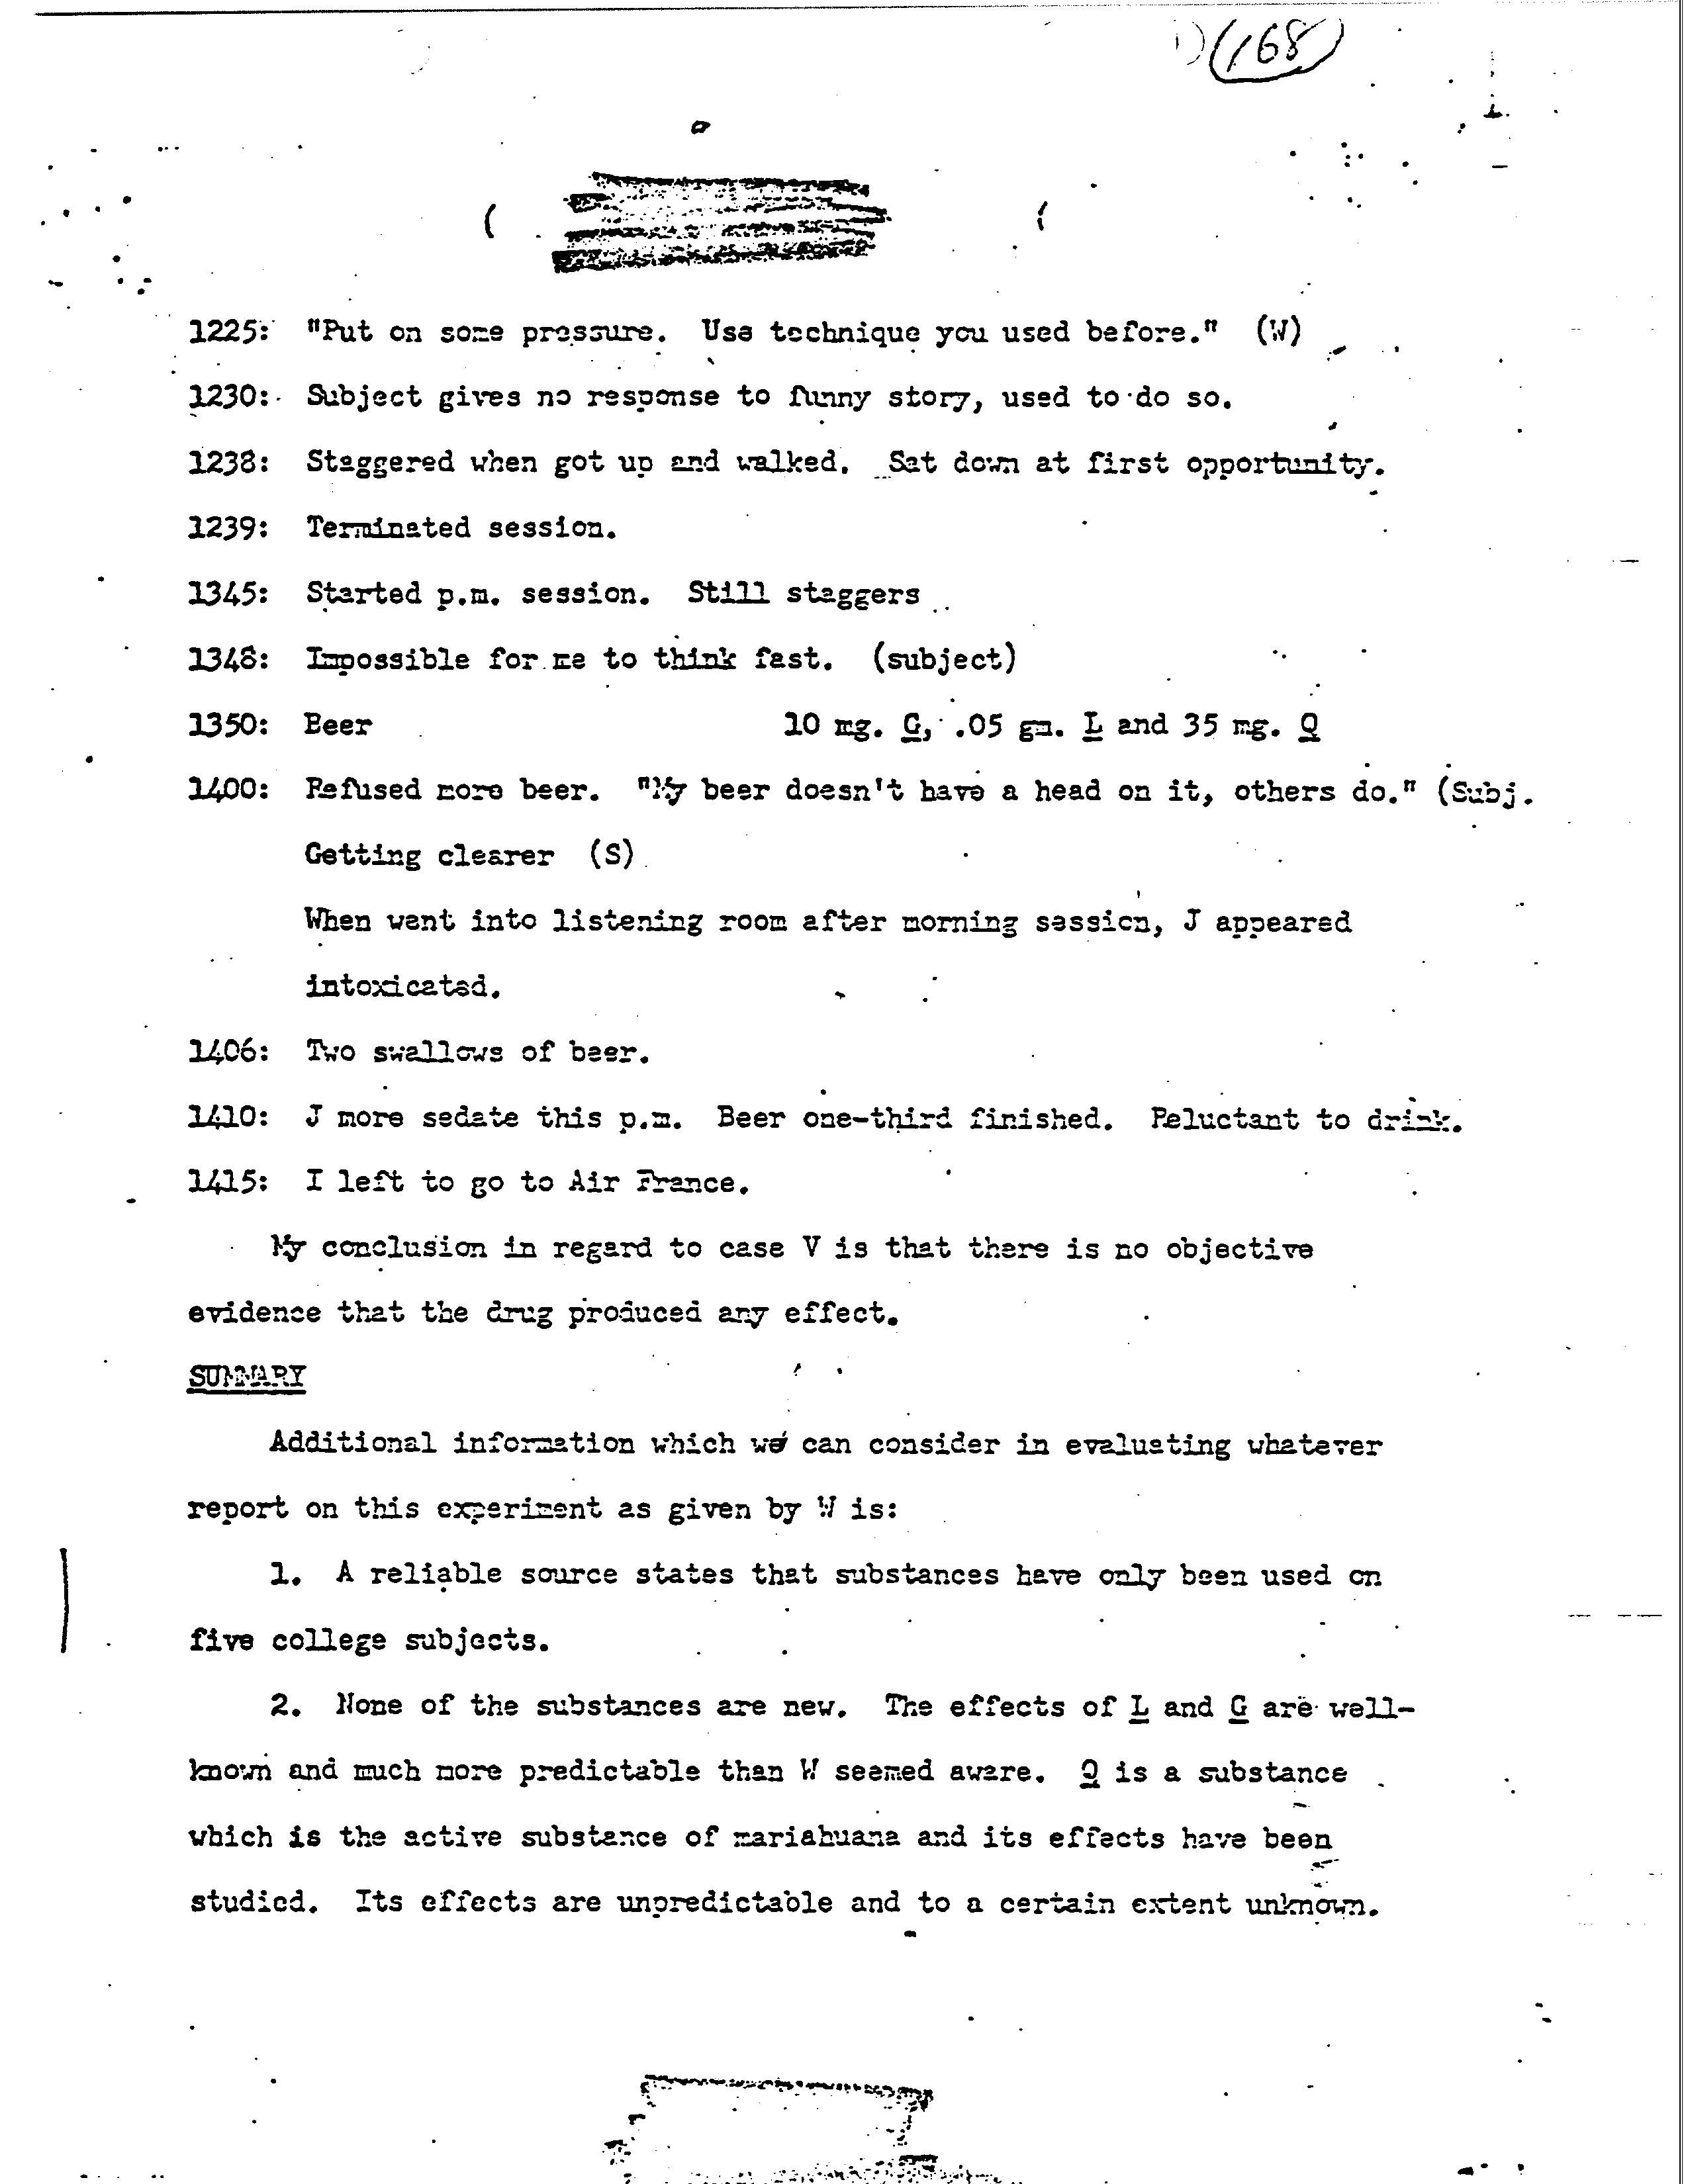 (168)
1225: "Put on some pressure. Use technique you used before." (W)
1230: Subject gives no response to funny story, used to do so.
1238: Staggered when got up and walked. Sat down at first opportunity.
1239: Terminated session.
1345: Started p.m. session. Still staggers
1348: Impossible for me to think fast. (subject)
1350: Beer 10 mg. G, .05 gm. L and 35 mg. Q
1400: Refused more beer. "My beer doesn't have a head on it, others do." (Subj.
Getting clearer (S)
When went into listening room after morning session, J appeared
intoxicated.
1406: Two swallows of beer.
1410: J more sedate this p.m. Beer one-third finished. Reluctant to drink.
1415: I left to go to Air France.
My conclusion in regard to case V is that there is no objective
evidence that the drug produced any effect.
SUMMARY
Additional information which we can consider in evaluating whatever
report on this experiment as given by W is:
1. A reliable source states that substances have only been used on
five college subjects.
2. None of the substances are new. The effects of L and G are well-
known and much more predictable than W seemed aware. Q is a substance
which is the active substance of mariahuana and its effects have been
studied. Its effects are unpredictable and to a certain extent unknown.